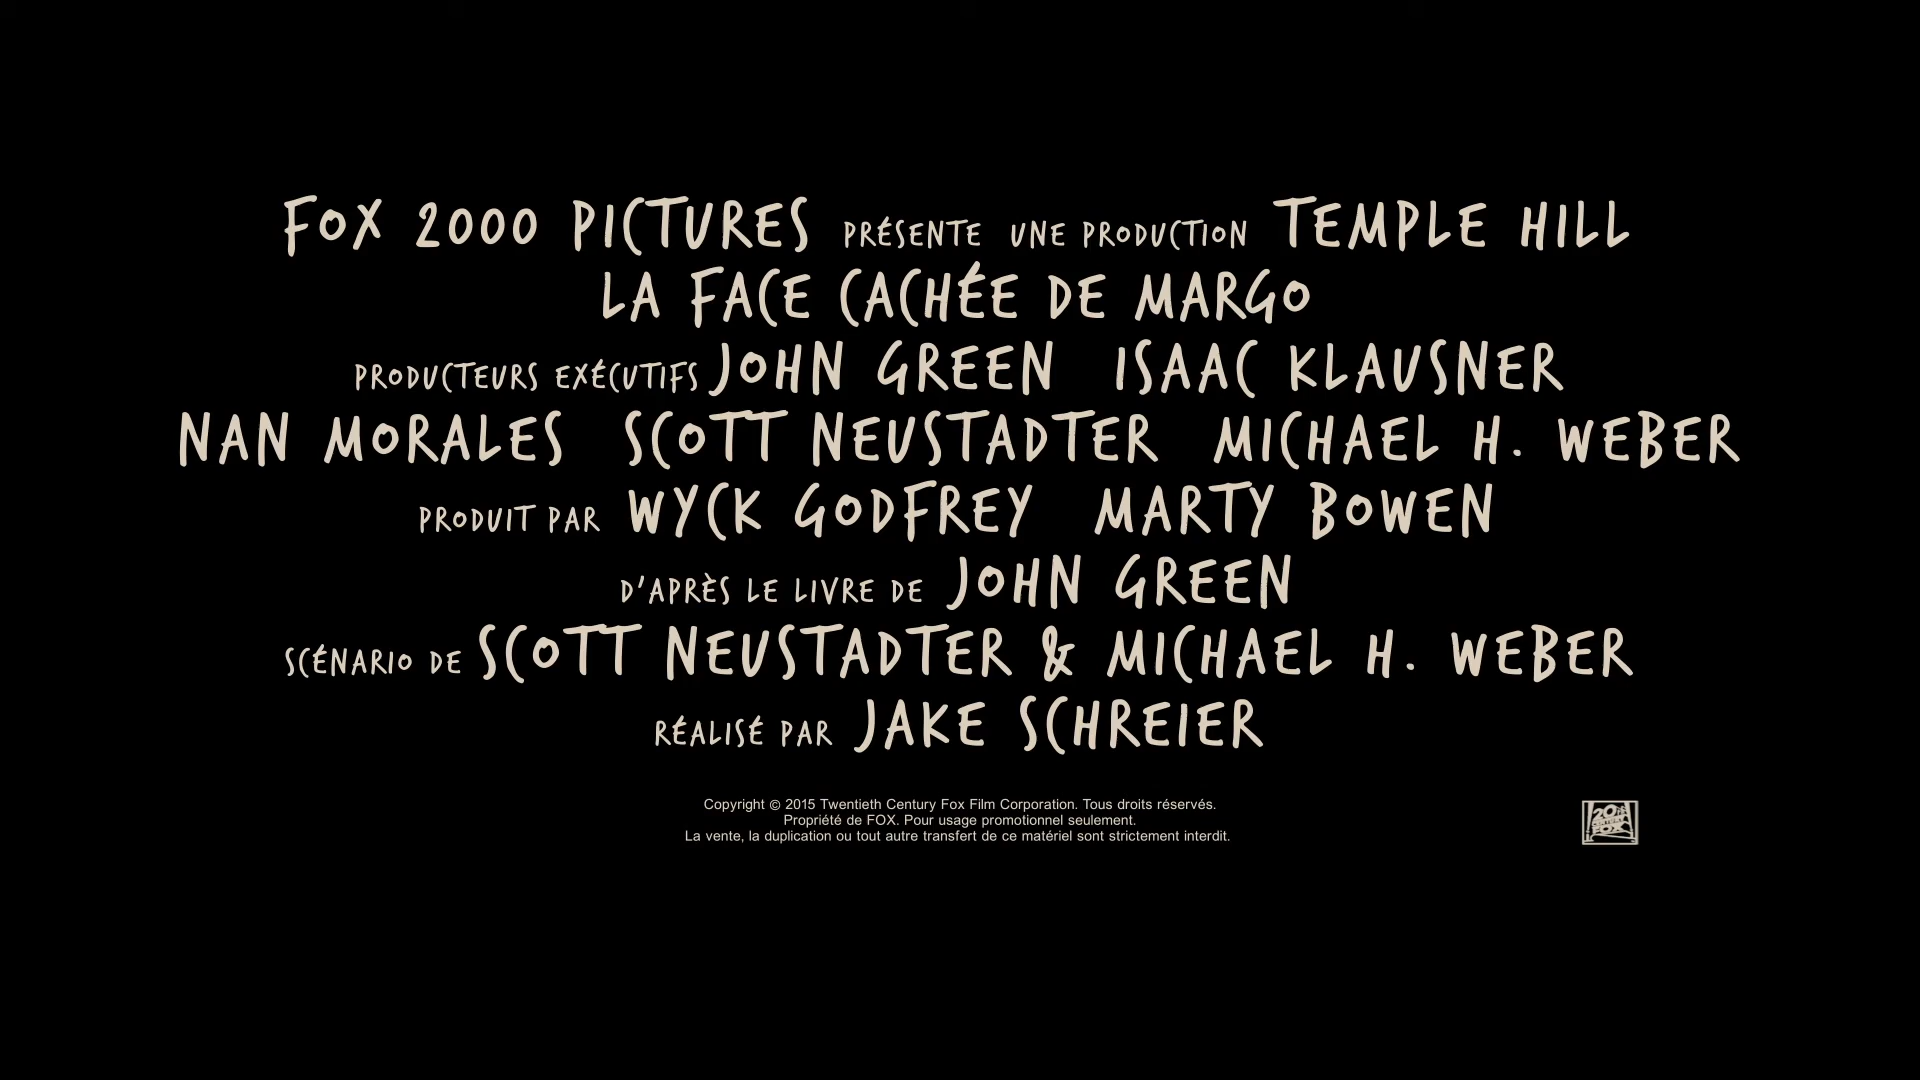 FOX 2000 PICTURES PRÉSENTE UNE PRODUCTION TEMPLE HILL
LA FACE CACHÉE DE MARGO
PRODUCTEURS EXÉCUTIFS JOHN GREEN ISAAC KLAUSNER
NAN MORALES SCOTT NEUSTADTER MICHAEL H. WEBER
PRODUIT PAR WYCK GODFREY MARTY BOWEN
D'APRÈS LE LIVRE DE JOHN GREEN
SCÉNARIO DE SCOTT NEUSTADTER & MICHAEL H. WEBER
RÉALISÉ PAR JAKE SCHREIER
Copyright © 2015 Twentieth Century Fox Film Corporation. Tous droits réservés.
Propriété de FOX. Pour usage promotionnel seulement.
La vente, la duplication ou tout autre transfert de ce matériel sont strictement interdit.
20th
CENTURY
FOX